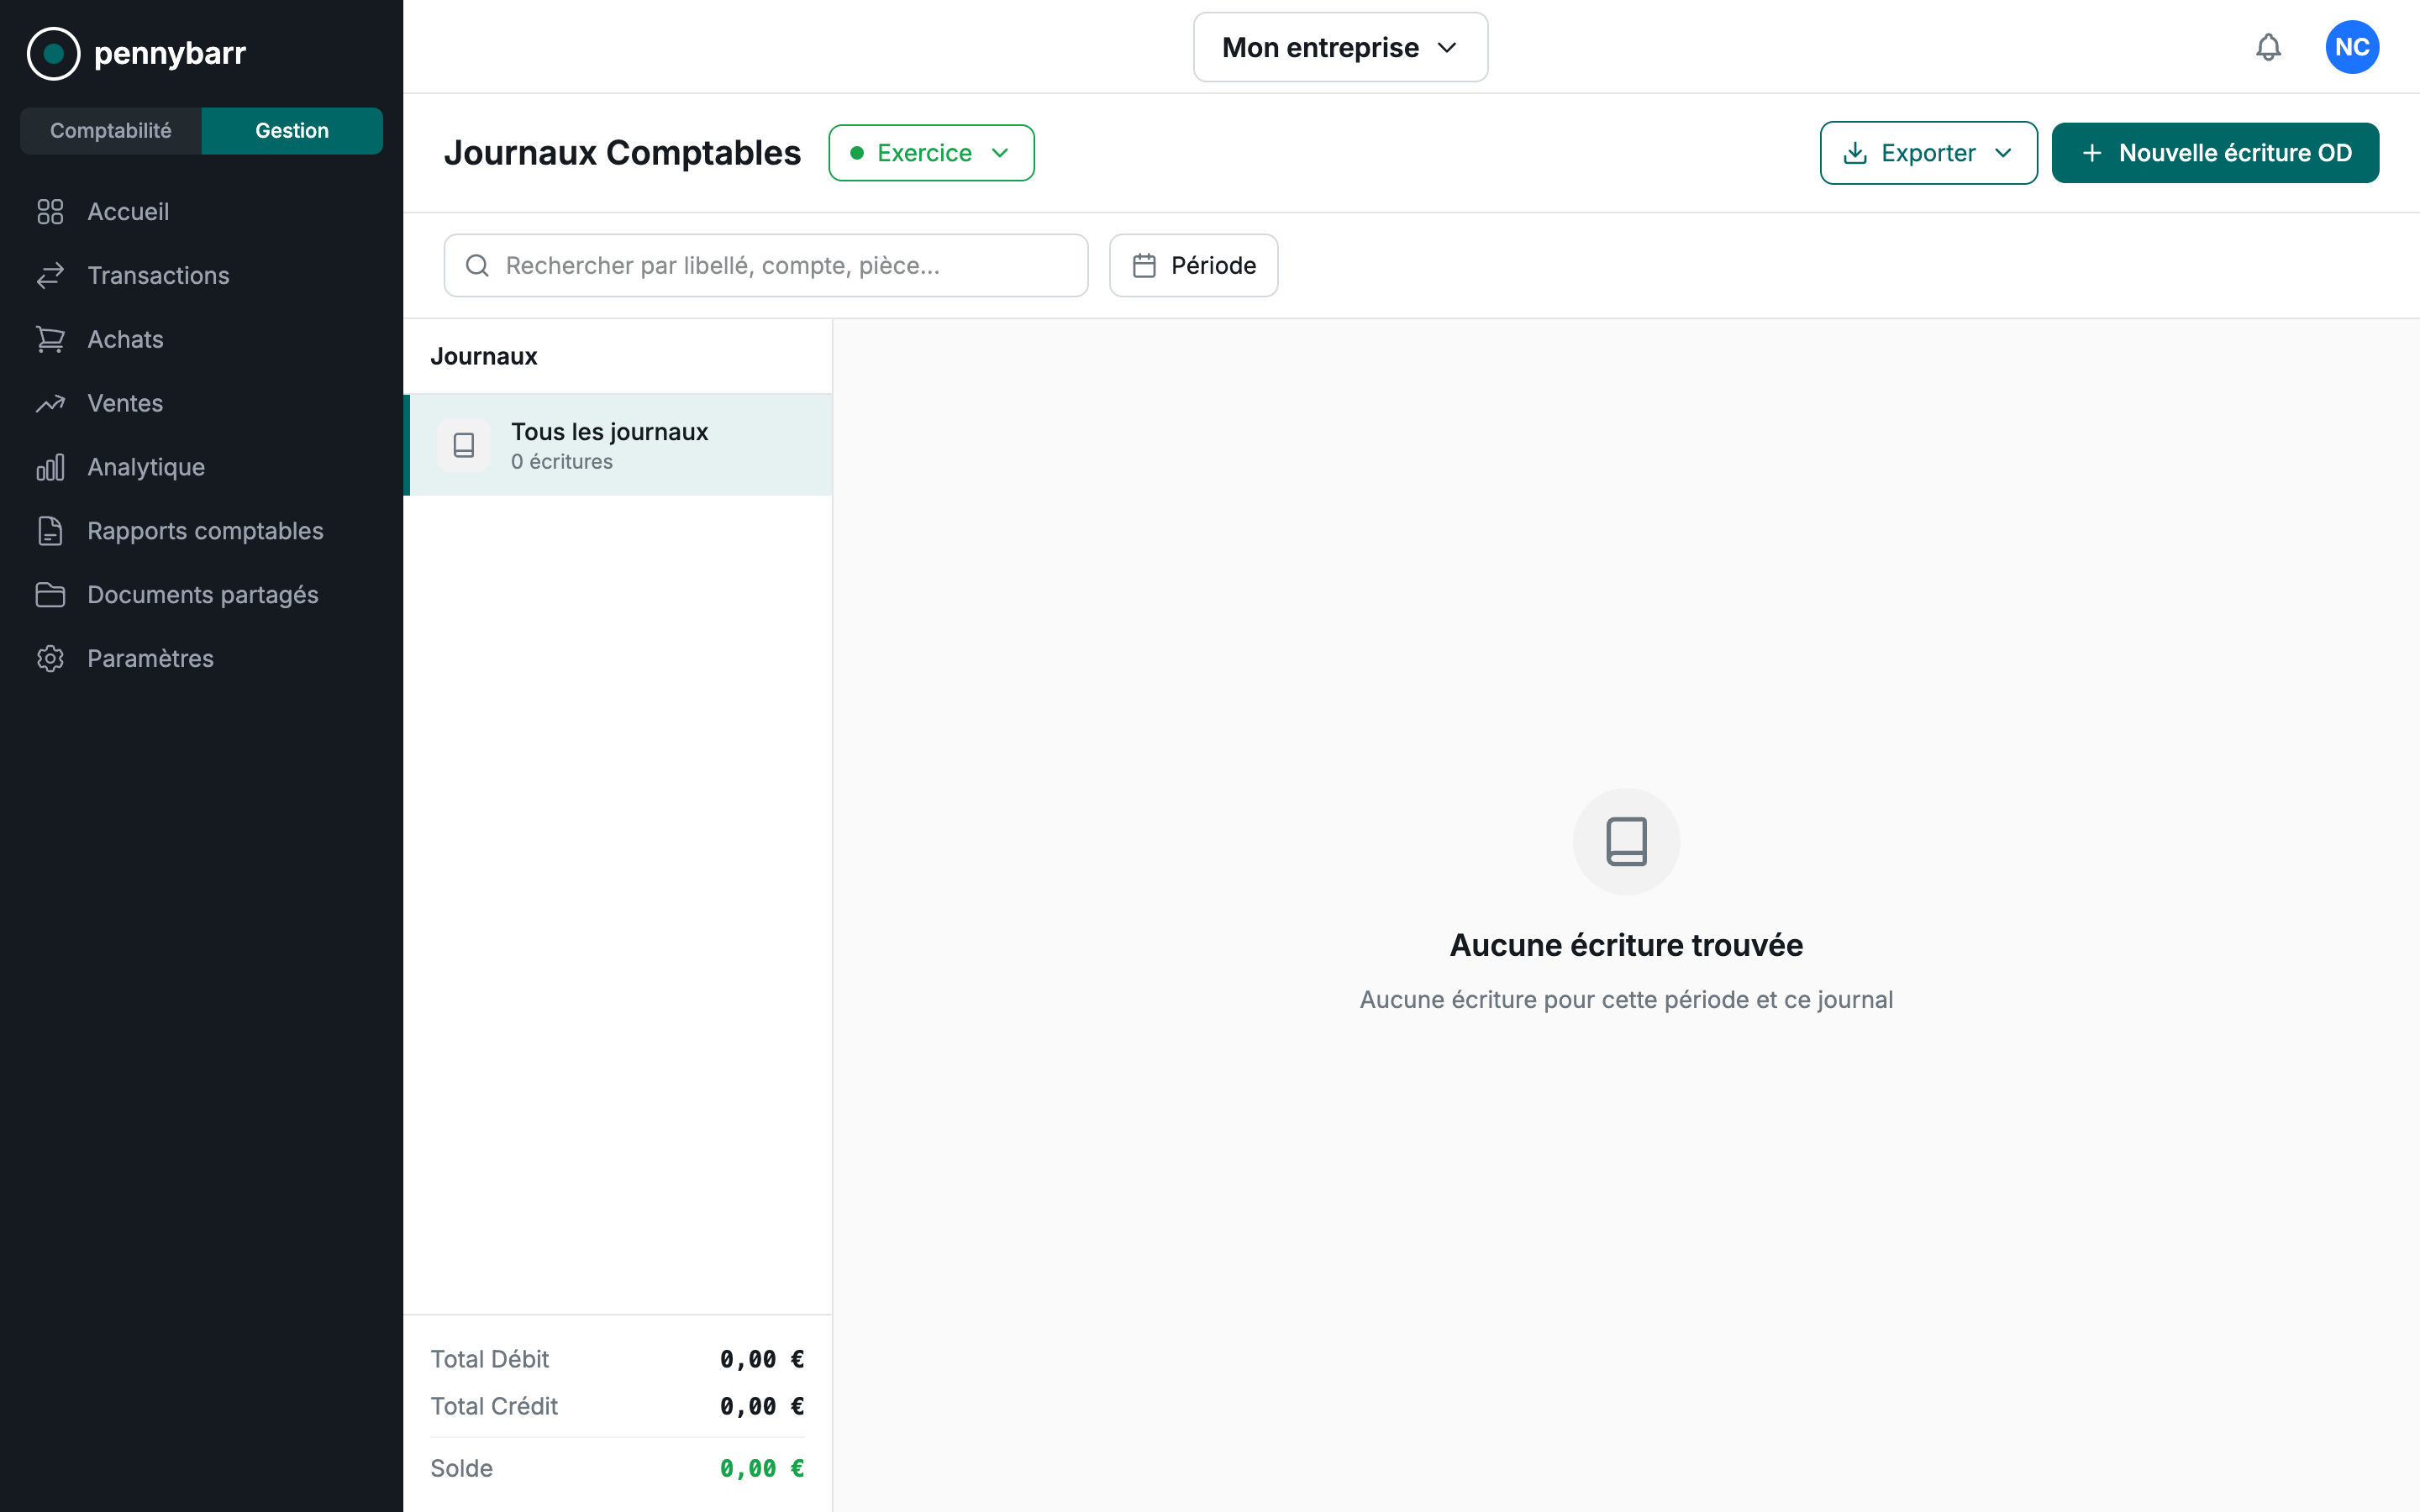 pennybarr
Comptabilité
Gestion
Accueil
Transactions
Achats
Ventes
Analytique
Rapports comptables
Documents partagés
Paramètres
Mon entreprise
NC
Journaux Comptables
Exercice
Exporter
Nouvelle écriture OD
Rechercher par libellé, compte, pièce...
Période
Journaux
Tous les journaux
0 écritures
Aucune écriture trouvée
Aucune écriture pour cette période et ce journal
Total Débit 0,00 €
Total Crédit 0,00 €
Solde 0,00 €